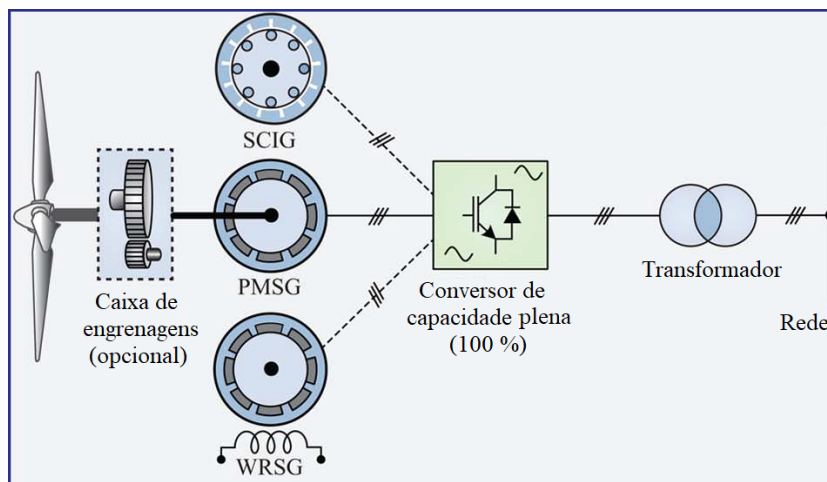 SCIG
Caixa de
engrenagens
(opcional)
PMSG
WRSG
Conversor de
capacidade plena
(100 %)
Transformador
Rede